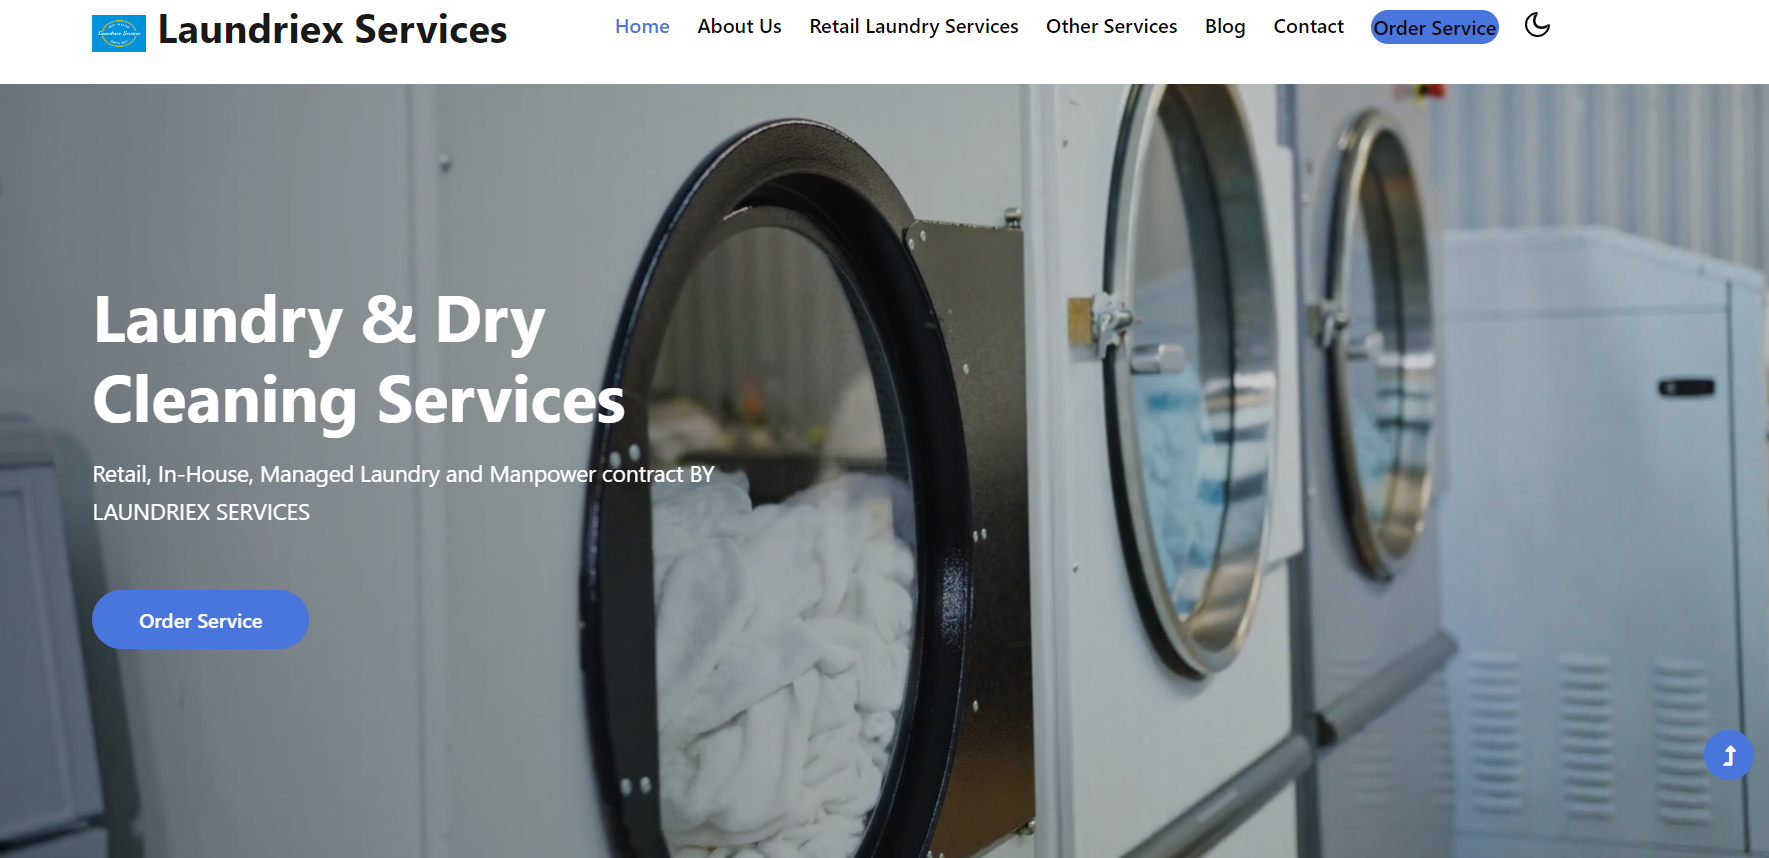 Laundriex Services
Home
About Us
Retail Laundry Services
Other Services
Blog
Contact
Order Service
Laundry & Dry
Cleaning Services
Retail, In-House, Managed Laundry and Manpower contract BY
LAUNDRIEX SERVICES
Order Service